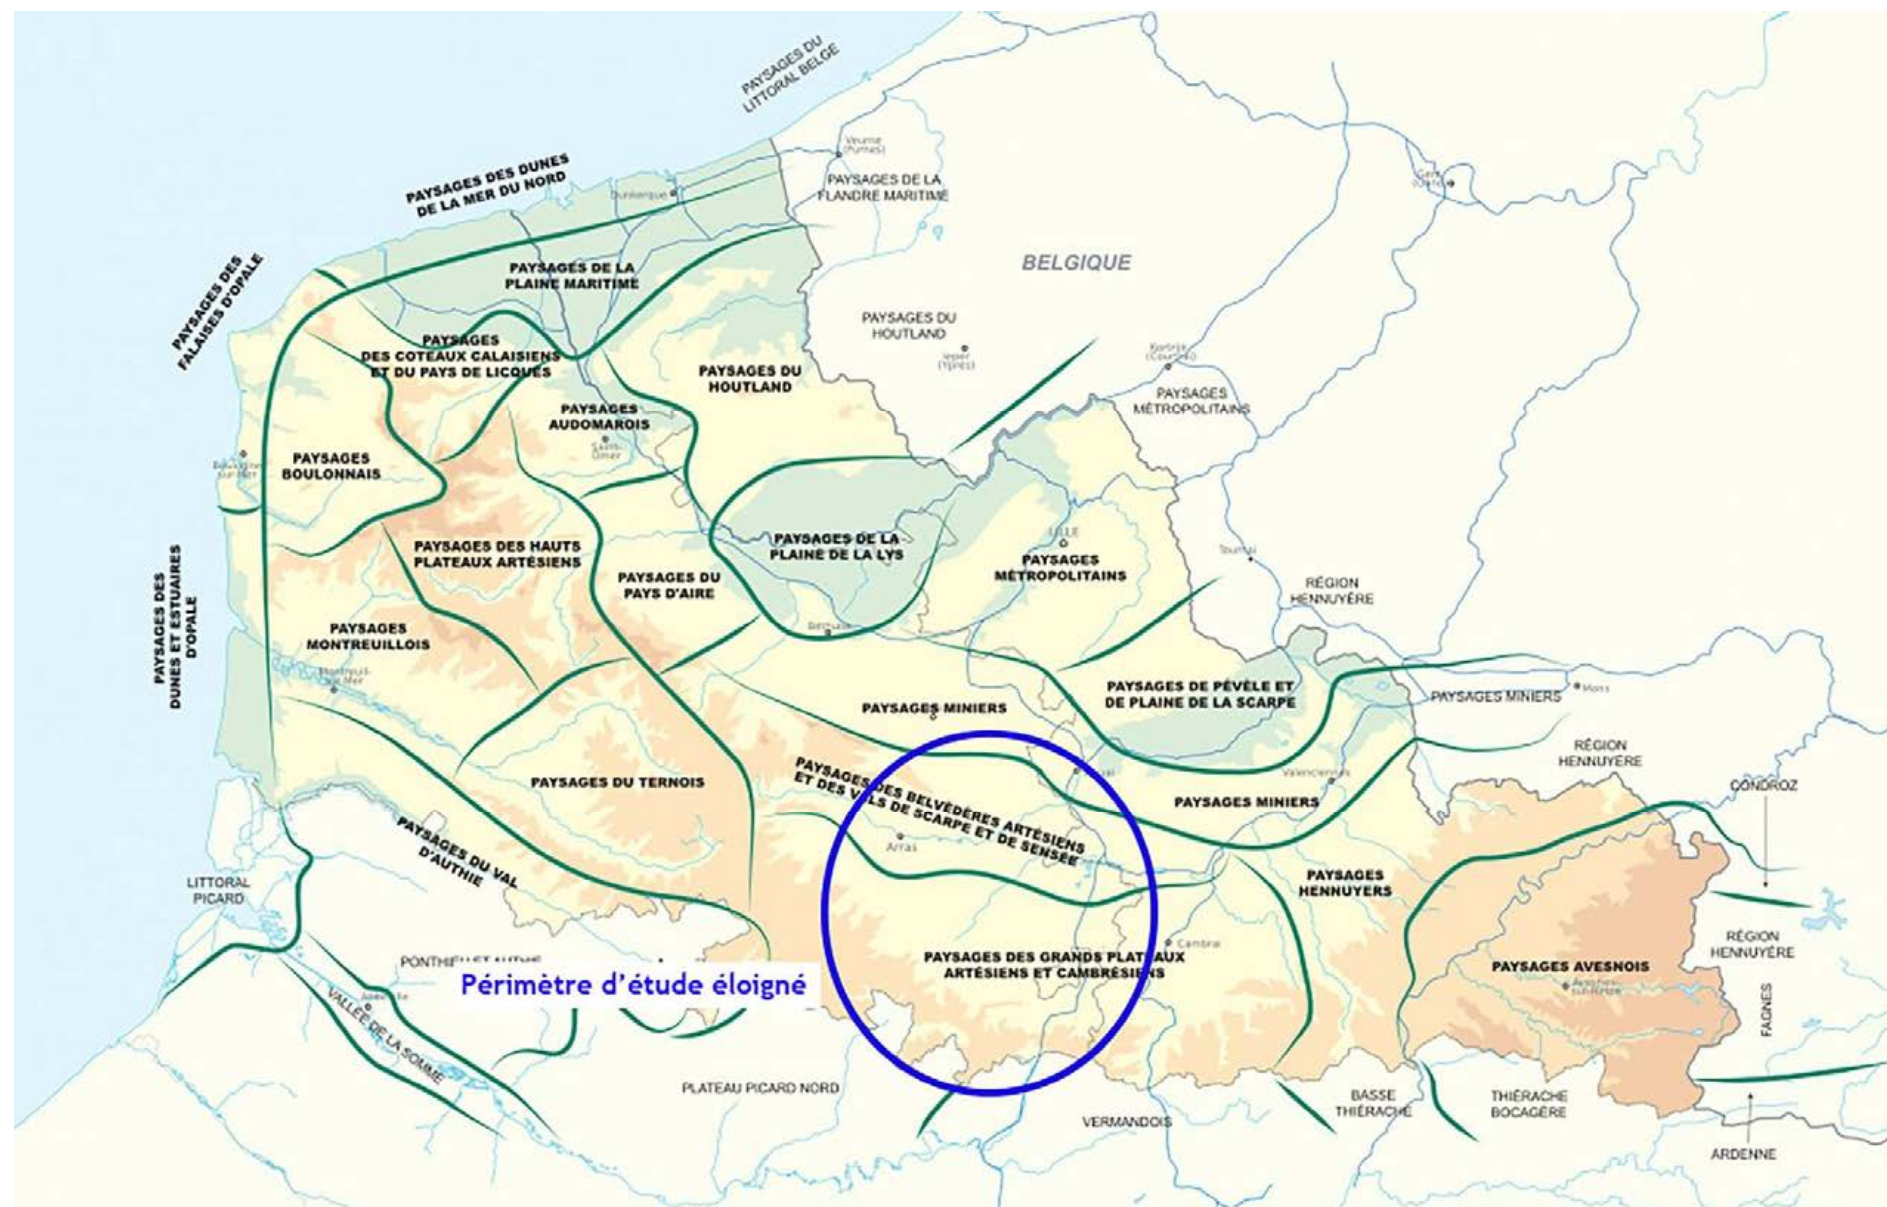 PAYSAGES DU
LITTORAL BELGE
Veurne
(Furnes)
PAYSAGES DE LA
FLANDRE MARITIME
PAYSAGES DES DUNES
DE LA MER DU NORD
Dunkerque
PAYSAGES DES
FALAISES D'OPALE
PAYSAGES DE LA
PLAINE MARITIME
BELGIQUE
PAYSAGES DU
HOUTLAND
Ieper
(Ypres)
Kortrijk
(Courtrai)
PAYSAGES
MÉTROPOLITAINS
PAYSAGES
DES COTEAUX CALAISIENS
ET DU PAYS DE LICQUES
PAYSAGES DU
HOUTLAND
PAYSAGES
AUDOMAROIS
Saint-
Omer
PAYSAGES
BOULONNAIS
PAYSAGES DES HAUTS
PLATEAUX ARTÉSIENS
PAYSAGES DU
PAYS D'AIRE
PAYSAGES DE LA
PLAINE DE LA LYS
LILLE
PAYSAGES
MÉTROPOLITAINS
Tournai
RÉGION
HENNUYÈRE
PAYSAGES DES
DUNES ET ESTUAIRES
D'OPALE
PAYSAGES
MONTREUILLOIS
Montreuil-
sur-Mer
Béthune
PAYSAGES MINIERS
PAYSAGES DE PÉVÈLE ET
DE PLAINE DE LA SCARPE
PAYSAGES MINIERS
Mons
RÉGION
HENNUYÈRE
CONDROZ
PAYSAGES DU TERNOIS
PAYSAGES DES BELVÉDÈRES ARTÉSIENS
ET DES VALS DE SCARPE ET DE SENSÉE
Arras
Valenciennes
PAYSAGES MINIERS
PAYSAGES DU VAL
D'AUTHIE
LITTORAL
PICARD
PAYSAGES
HENNUYERS
Cambrai
PAYSAGES DES GRANDS PLATEAUX
ARTÉSIENS ET CAMBRÉSIENS
PAYSAGES AVESNOIS
RÉGION
HENNUYÈRE
FAGNES
Périmètre d'étude éloigné
VALLÉE DE LA SOMME
PLATEAU PICARD NORD
VERMANDOIS
BASSE
THIÉRACHE
THIÉRACHE
BOCAGÈRE
ARDENNE